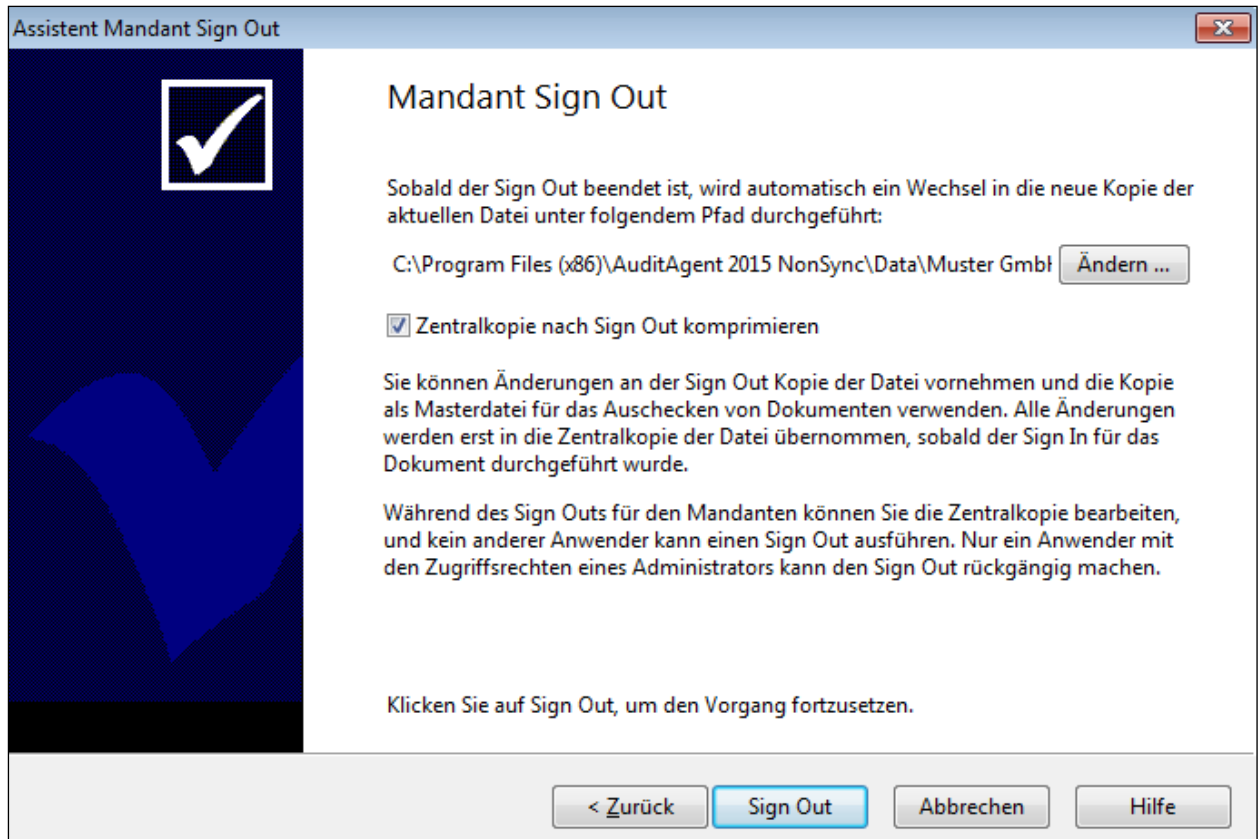 Assistent Mandant Sign Out
Mandant Sign Out
Sobald der Sign Out beendet ist, wird automatisch ein Wechsel in die neue Kopie der
aktuellen Datei unter folgendem Pfad durchgeführt:
C:\Program Files (x86)\AuditAgent 2015 NonSync\Data\Muster GmbH Ändern ...
Zentralkopie nach Sign Out komprimieren
Sie können Änderungen an der Sign Out Kopie der Datei vornehmen und die Kopie
als Masterdatei für das Auschecken von Dokumenten verwenden. Alle Änderungen
werden erst in die Zentralkopie der Datei übernommen, sobald der Sign In für das
Dokument durchgeführt wurde.
Während des Sign Outs für den Mandanten können Sie die Zentralkopie bearbeiten,
und kein anderer Anwender kann einen Sign Out ausführen. Nur ein Anwender mit
den Zugriffsrechten eines Administrators kann den Sign Out rückgängig machen.
Klicken Sie auf Sign Out, um den Vorgang fortzusetzen.
< Zurück Sign Out Abbrechen Hilfe